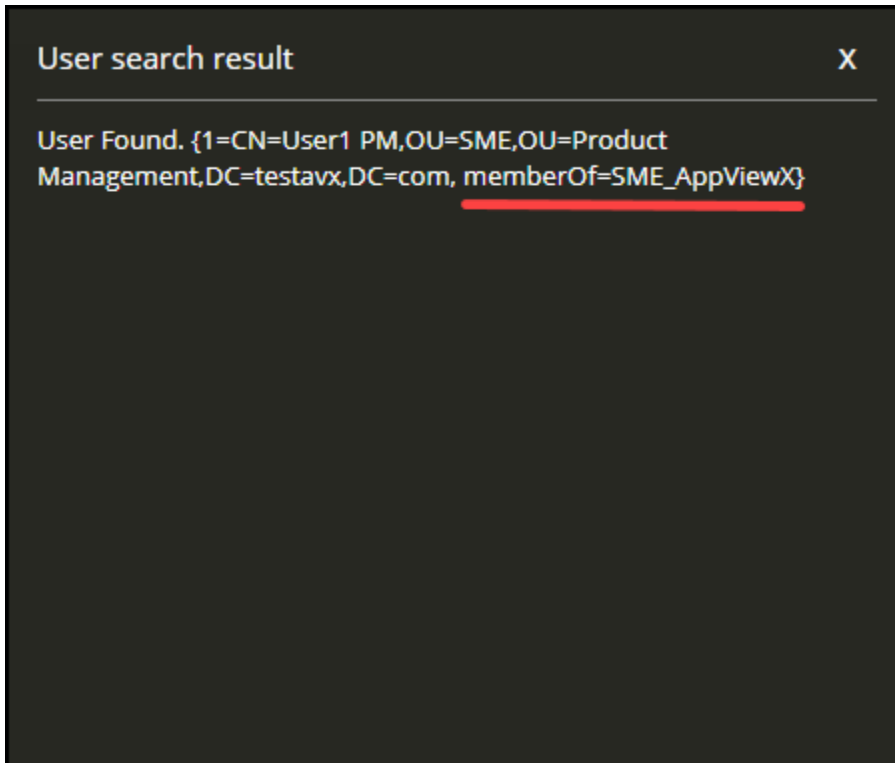 User search result
X
User Found. {1=CN=User1 PM,OU=SME,OU=Product
Management,DC=testavx,DC=com, memberOf=SME_AppViewX}